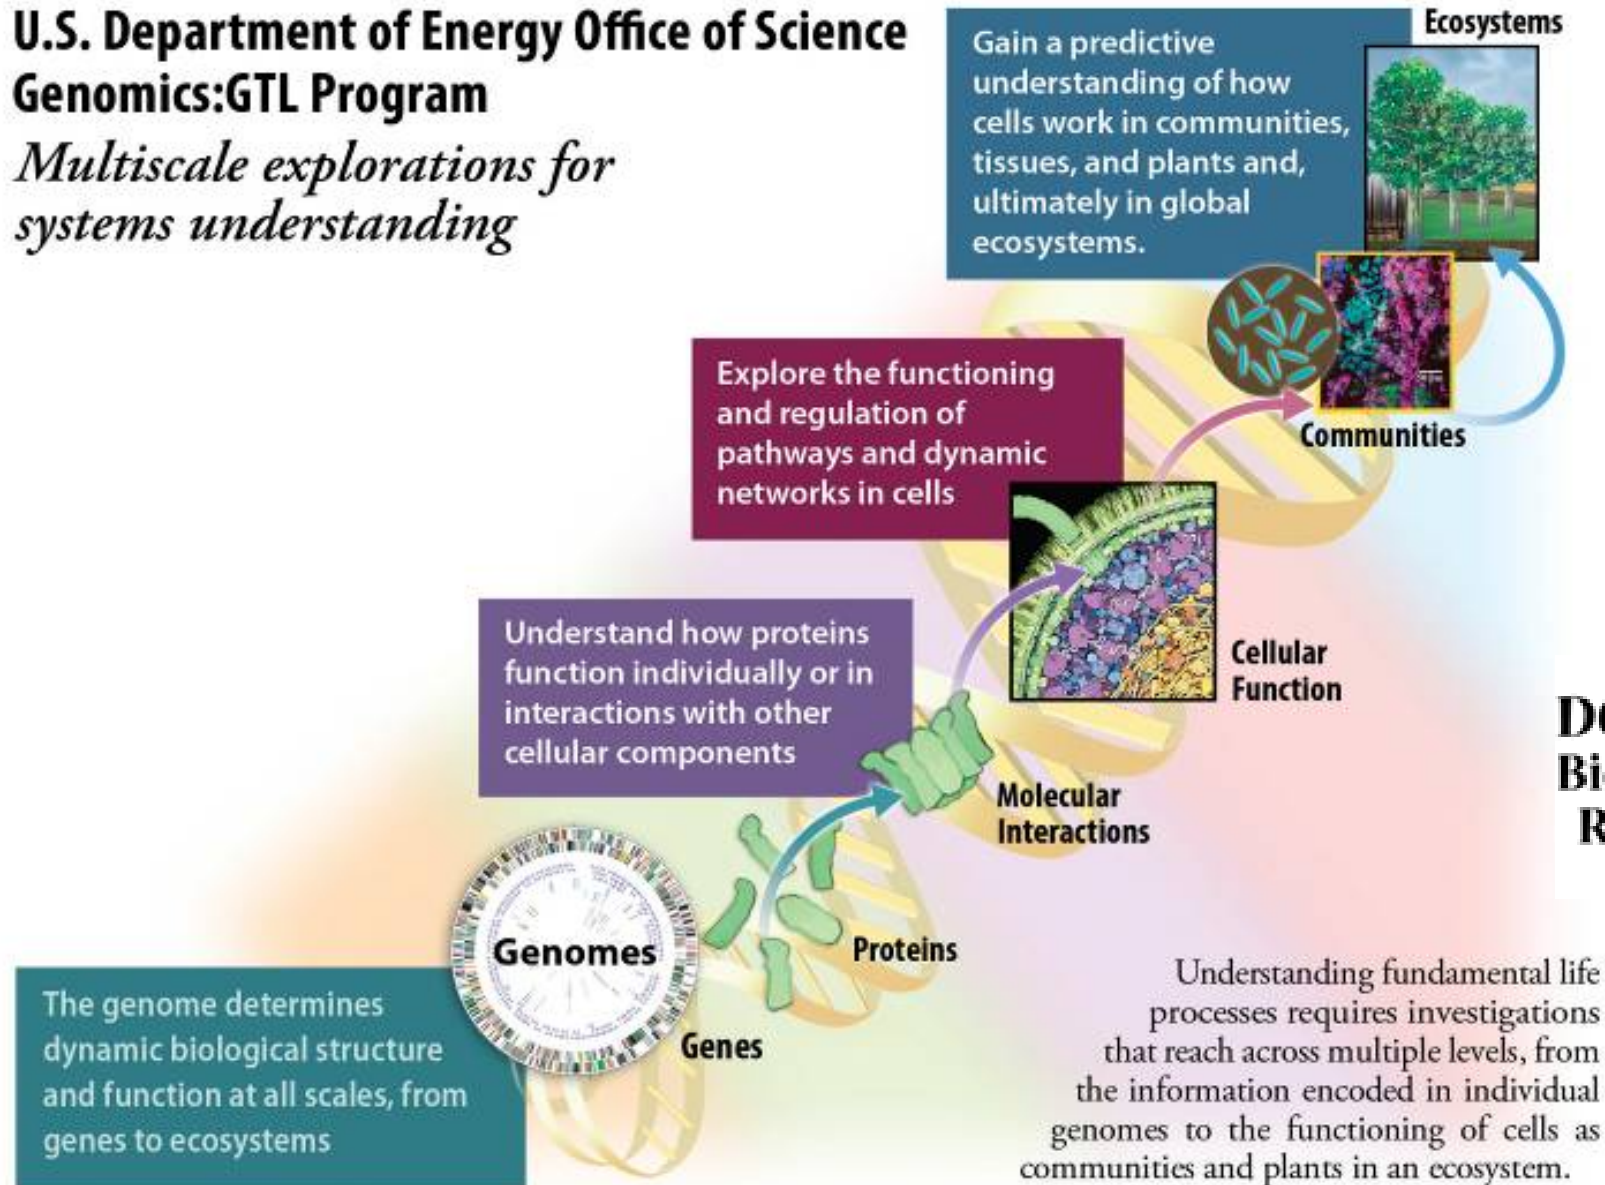 U.S. Department of Energy Office of Science
Genomics:GTL Program
Multiscale explorations for
systems understanding
Ecosystems
Gain a predictive
understanding of how
cells work in communities,
tissues, and plants and,
ultimately in global
ecosystems.
Communities
Explore the functioning
and regulation of
pathways and dynamic
networks in cells
Cellular
Function
Understand how proteins
function individually or in
interactions with other
cellular components
Molecular
Interactions
Genomes
Proteins
Genes
The genome determines
dynamic biological structure
and function at all scales, from
genes to ecosystems
Understanding fundamental life
processes requires investigations
that reach across multiple levels, from
the information encoded in individual
genomes to the functioning of cells as
communities and plants in an ecosystem.